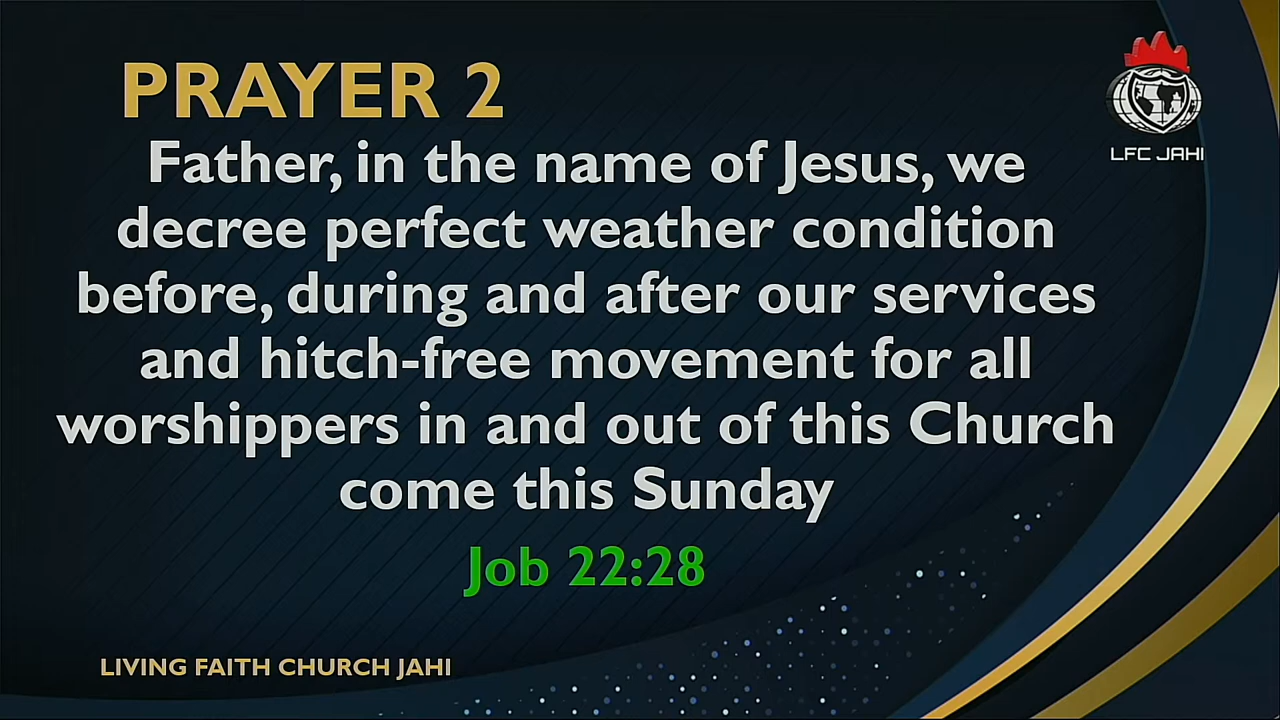 PRAYER 2
Father, in the name of Jesus, we
decree perfect weather condition
before, during and after our services
and hitch-free movement for all
worshippers in and out of this Church
come this Sunday
Job 22:28
LIVING FAITH CHURCH JAHI
LFC JAHI